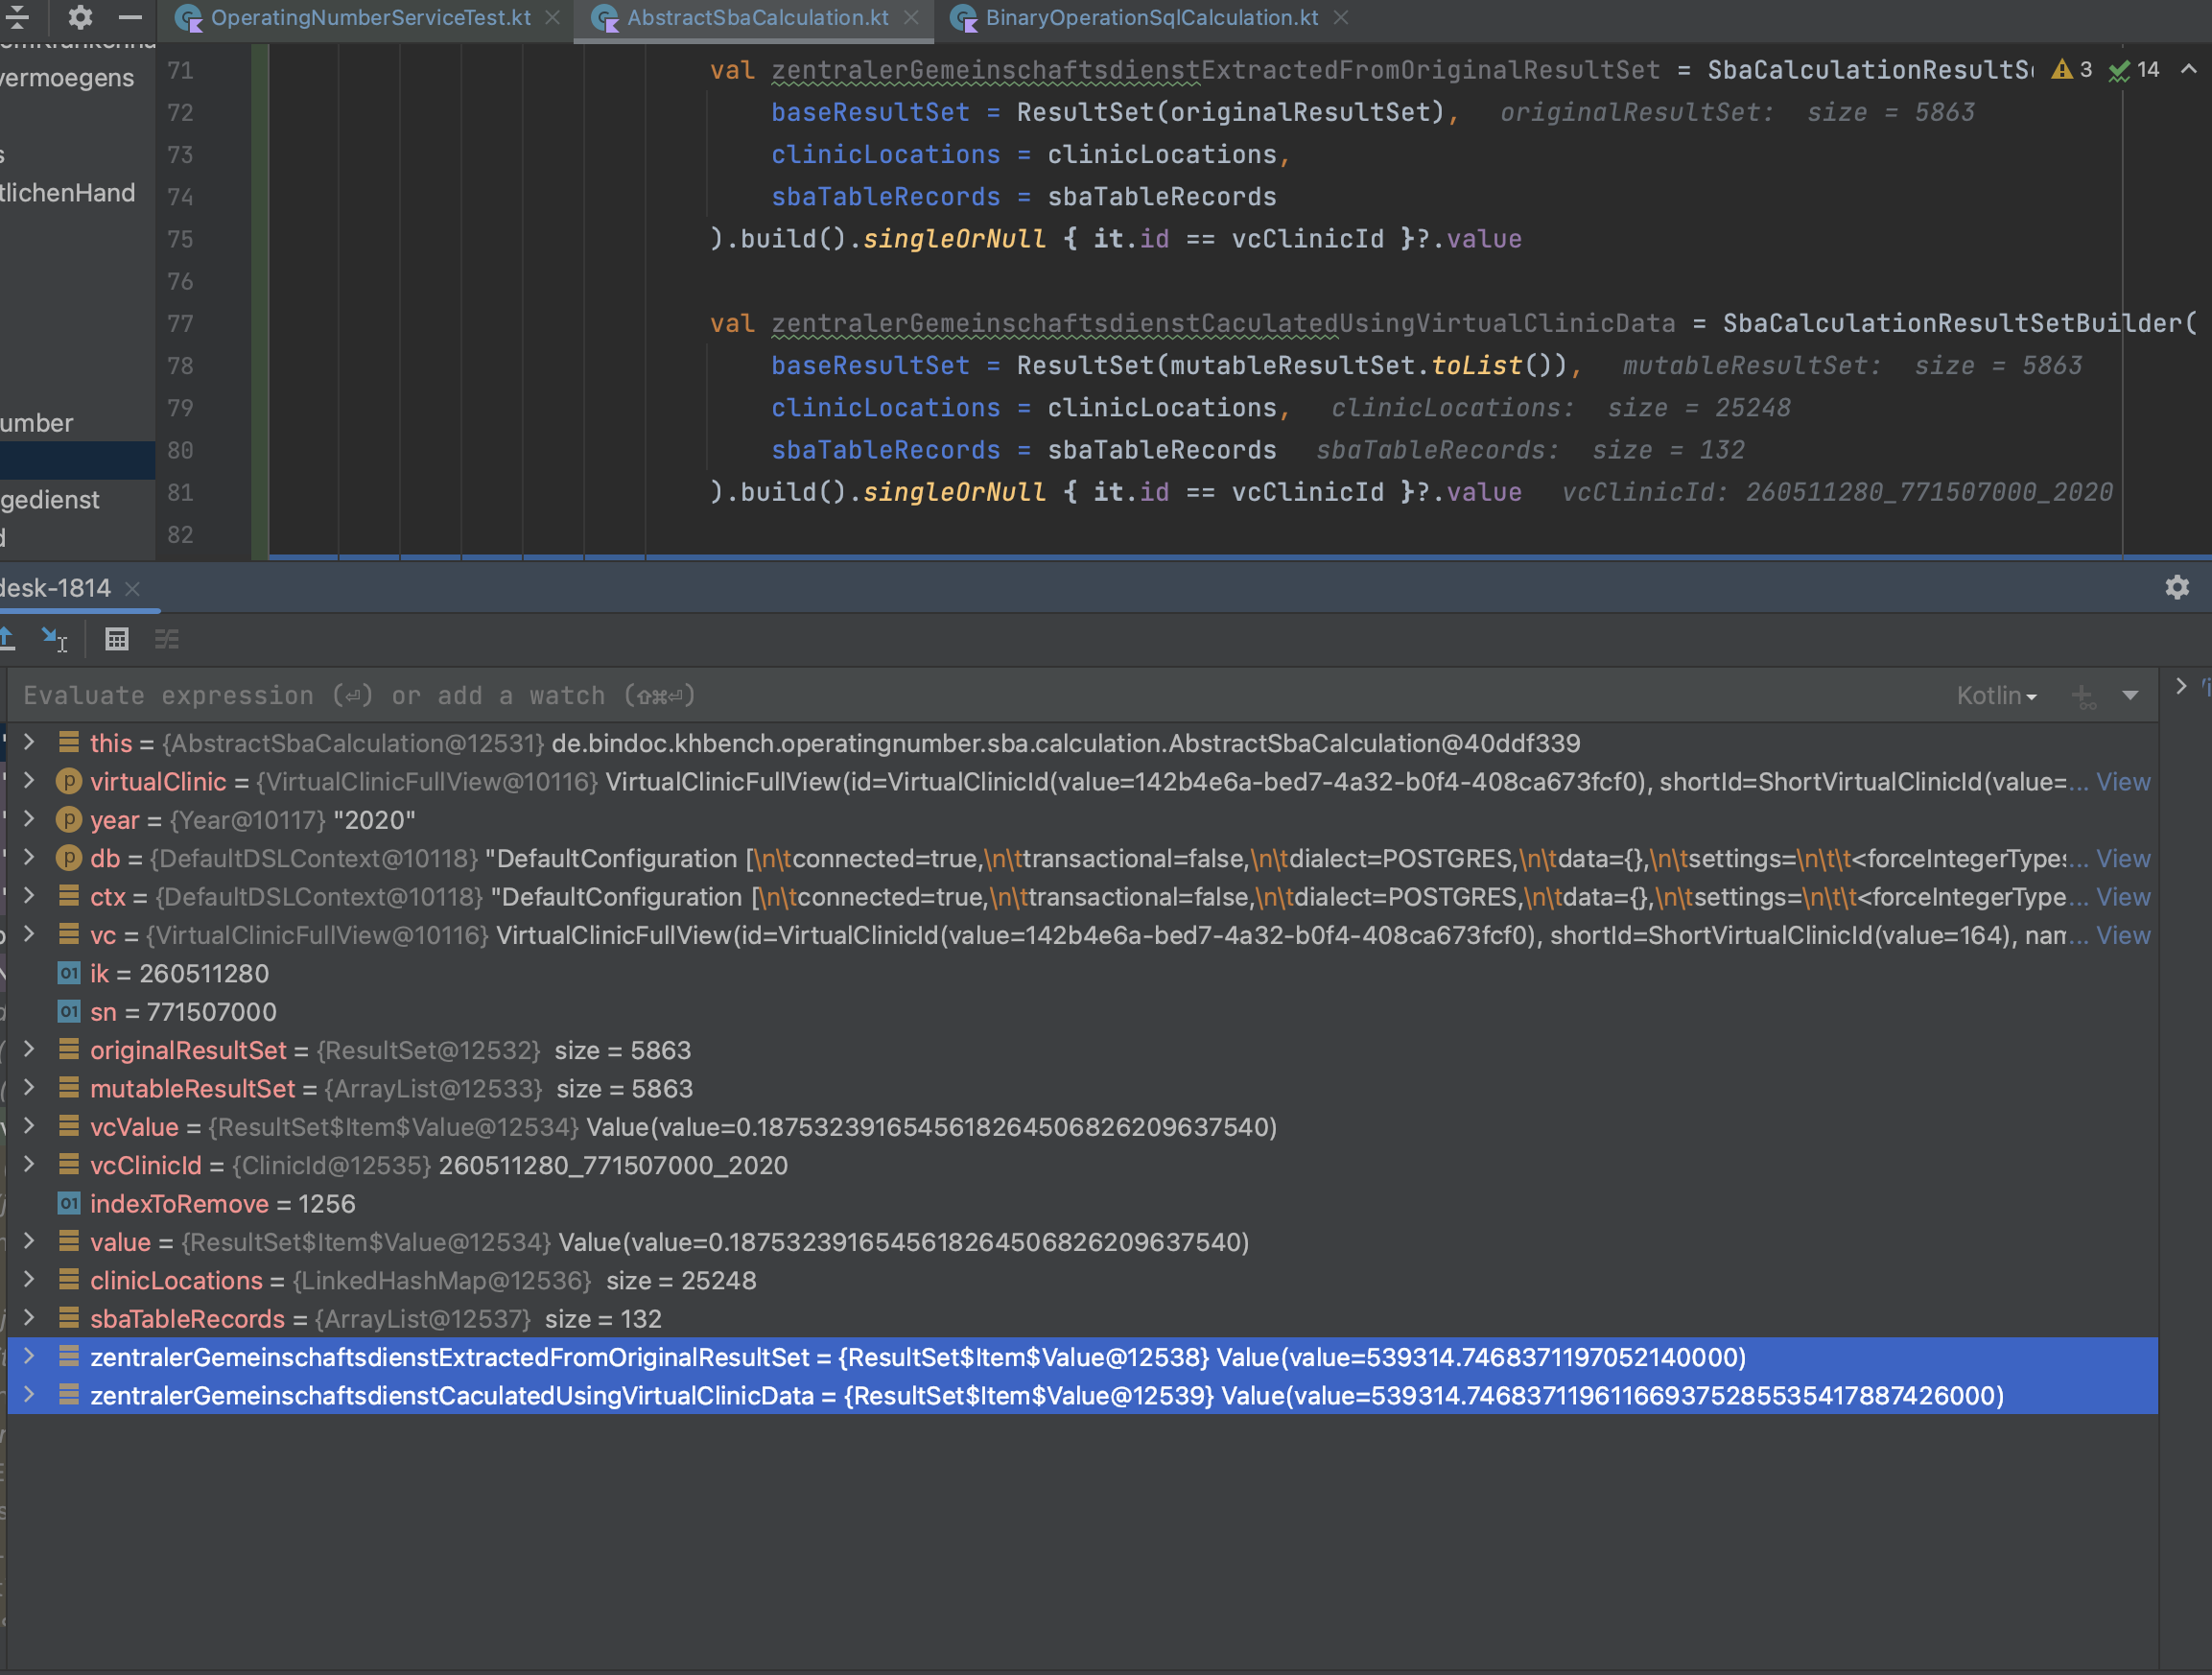 OperatingNumberServiceTest.kt
AbstractSbaCalculation.kt
BinaryOperationSqlCalculation.kt
vermoegens
tlichenHand
umber
gedienst
71 val zentralerGemeinschaftsdienstExtractedFromOriginalResultSet = SbaCalculationResultS 3 14
72 baseResultSet = ResultSet(originalResultSet), originalResultSet: size = 5863
73 clinicLocations = clinicLocations,
74 sbaTableRecords = sbaTableRecords
75 ).build().singleOrNull { it.id == vcClinicId }?.value
76
77 val zentralerGemeinschaftsdienstCaculatedUsingVirtualClinicData = SbaCalculationResultSetBuilder(
78 baseResultSet = ResultSet(mutableResultSet.toList()), mutableResultSet: size = 5863
79 clinicLocations = clinicLocations, clinicLocations: size = 25248
80 sbaTableRecords = sbaTableRecords sbaTableRecords: size = 132
81 ).build().singleOrNull { it.id == vcClinicId }?.value vcClinicId: 260511280_771507000_2020
82
desk-1814
Evaluate expression (⏎) or add a watch (⇧⌘⏎) Kotlin
this = {AbstractSbaCalculation@12531} de.bindoc.khbench.operatingnumber.sba.calculation.AbstractSbaCalculation@40ddf339
virtualClinic = {VirtualClinicFullView@10116} VirtualClinicFullView(id=VirtualClinicId(value=142b4e6a-bed7-4a32-b0f4-408ca673fcf0), shortId=ShortVirtualClinicId(value=... View
year = {Year@10117} "2020"
db = {DefaultDSLContext@10118} "DefaultConfiguration [\n\tconnected=true,\n\ttransactional=false,\n\tdialect=POSTGRES,\n\tdata={},\n\tsettings=\n\t\t<forceIntegerTypes... View
ctx = {DefaultDSLContext@10118} "DefaultConfiguration [\n\tconnected=true,\n\ttransactional=false,\n\tdialect=POSTGRES,\n\tdata={},\n\tsettings=\n\t\t<forceIntegerType... View
vc = {VirtualClinicFullView@10116} VirtualClinicFullView(id=VirtualClinicId(value=142b4e6a-bed7-4a32-b0f4-408ca673fcf0), shortId=ShortVirtualClinicId(value=164), nam... View
ik = 260511280
sn = 771507000
originalResultSet = {ResultSet@12532} size = 5863
mutableResultSet = {ArrayList@12533} size = 5863
vcValue = {ResultSet$Item$Value@12534} Value(value=0.18753239165456182645068262096375​40)
vcClinicId = {ClinicId@12535} 260511280_771507000_2020
indexToRemove = 1256
value = {ResultSet$Item$Value@12534} Value(value=0.1875323916545618264506826209637540)
clinicLocations = {LinkedHashMap@12536} size = 25248
sbaTableRecords = {ArrayList@12537} size = 132
zentralerGemeinschaftsdienstExtractedFromOriginalResultSet = {ResultSet$Item$Value@12538} Value(value=539314.7468371197052140000)
zentralerGemeinschaftsdienstCaculatedUsingVirtualClinicData = {ResultSet$Item$Value@12539} Value(value=539314.7468371196116693752855354178​87426000)